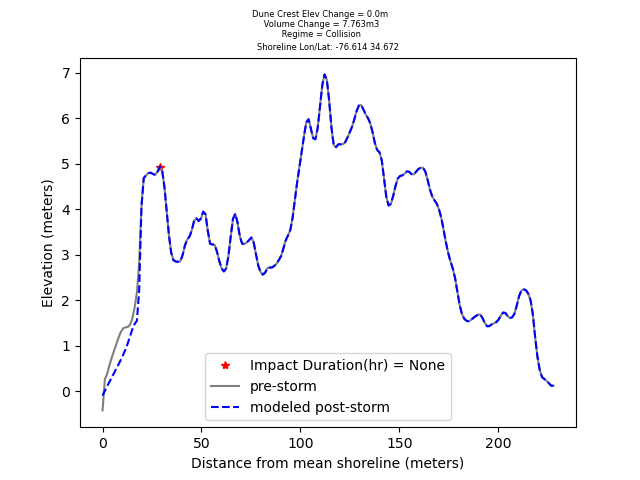 Dune Crest Elev Change = 0.0m
Volume Change = 7.763m3
Regime = Collision
Shoreline Lon/Lat: -76.614 34.672
7
6
5
4
3
2
1
0
Elevation (meters)
Impact Duration(hr) = None
pre-storm
modeled post-storm
0 50 100 150 200
Distance from mean shoreline (meters)